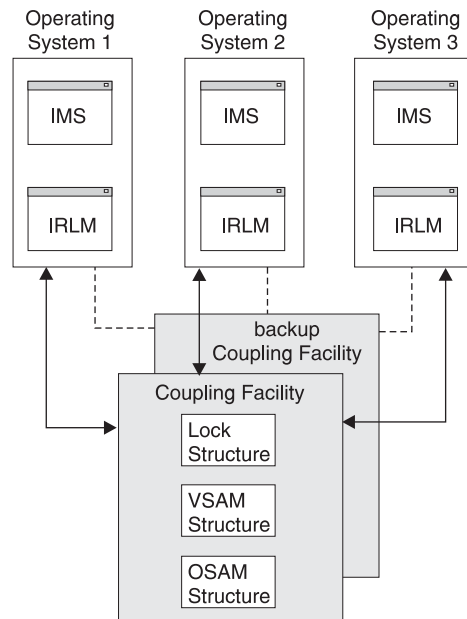 Operating
System 1
Operating
System 2
Operating
System 3
IMS
IMS
IMS
IRLM
IRLM
IRLM
backup
Coupling Facility
Coupling Facility
Lock
Structure
VSAM
Structure
OSAM
Structure